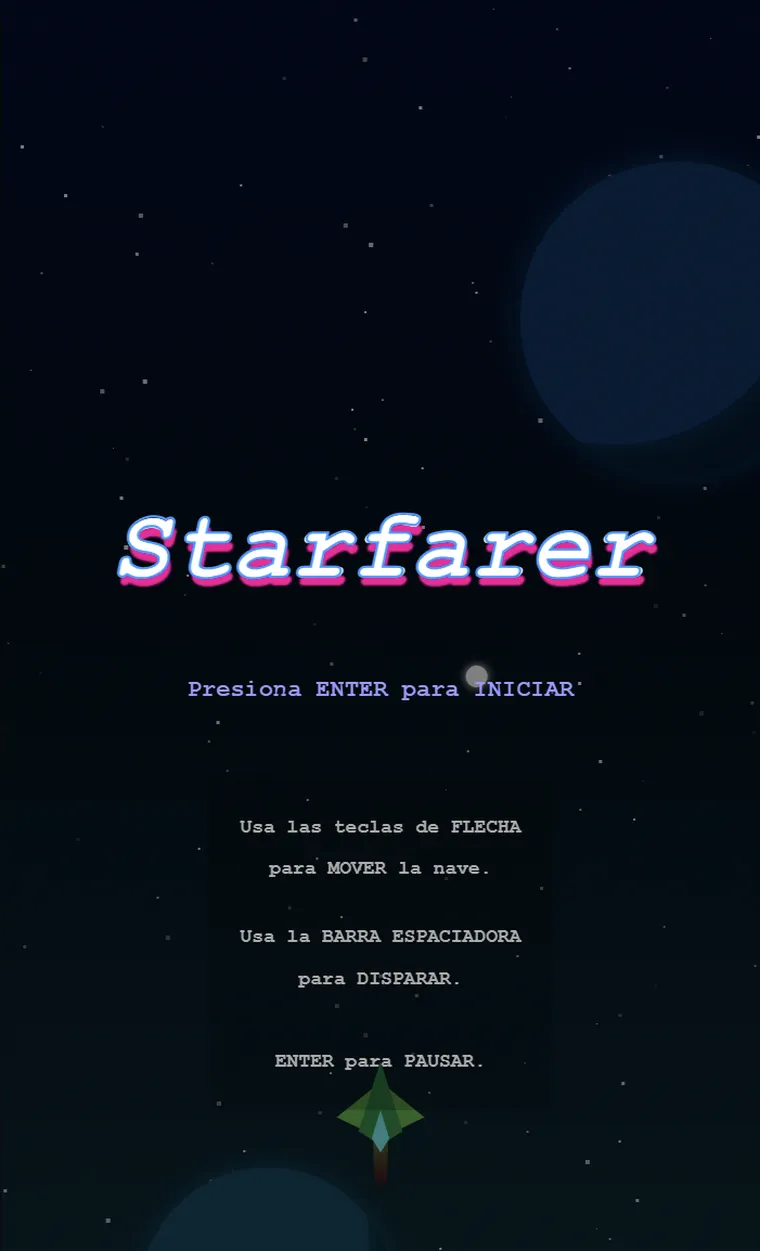 Starfarer
Presiona ENTER para INICIAR
Usa las teclas de FLECHA
para MOVER la nave.
Usa la BARRA ESPACIADORA
para DISPARAR.
ENTER para PAUSAR.